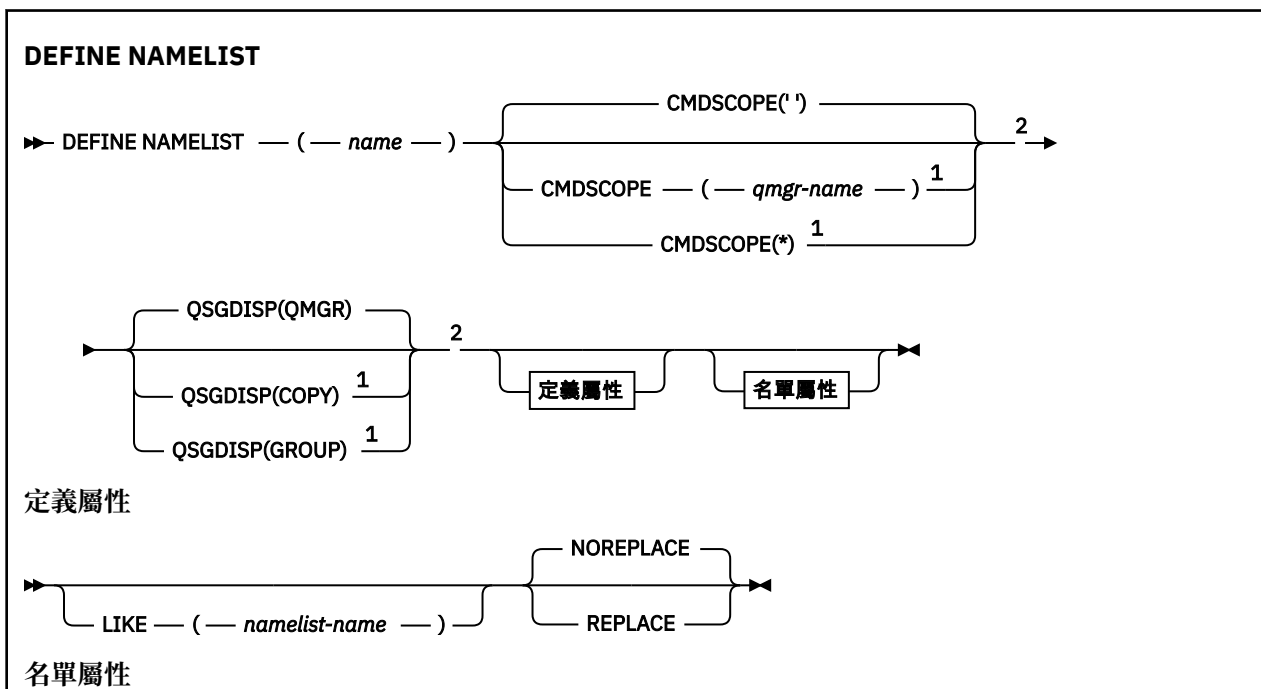 DEFINE NAMELIST
CMDSCOPE(' ')
DEFINE NAMELIST ( name ) 2
CMDSCOPE ( qmgr-name ) 1
CMDSCOPE(*) 1
QSGDISP(QMGR)
2
QSGDISP(COPY) 1 定義屬性 名單屬性
QSGDISP(GROUP) 1
定義屬性
NOREPLACE
LIKE ( namelist-name ) REPLACE
名單屬性